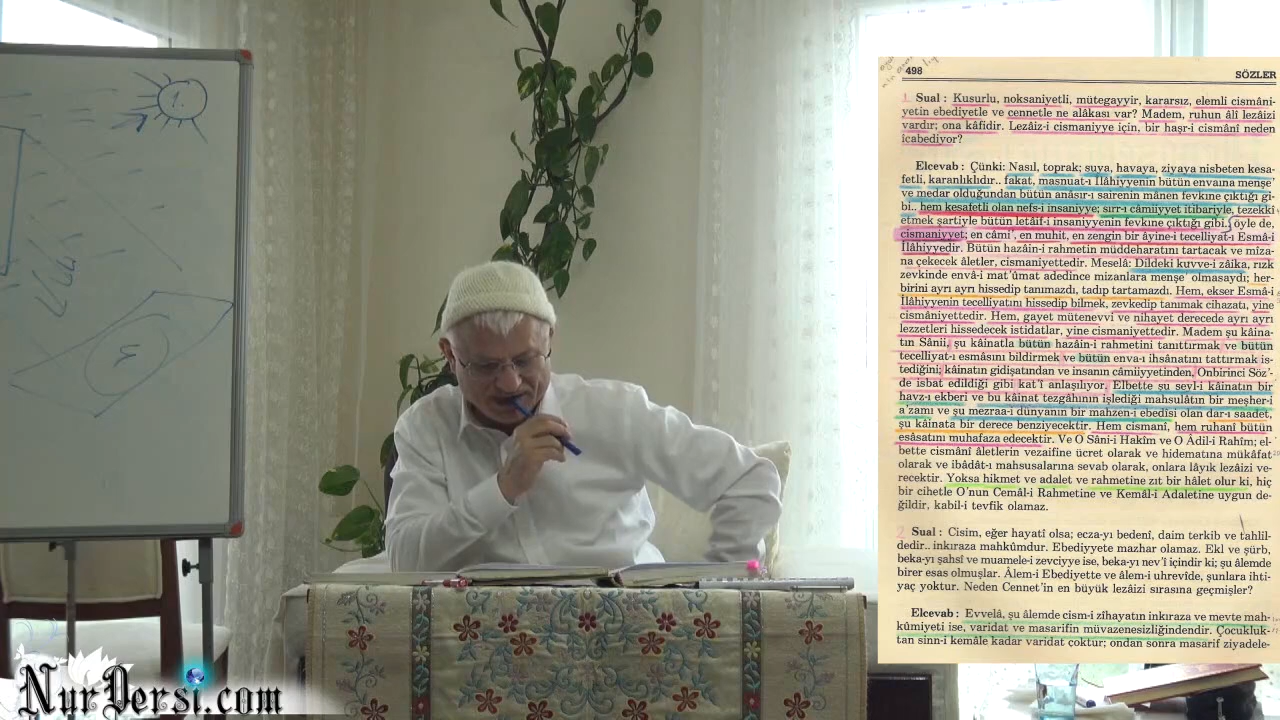 1.
3
498
SÖZLER
1 Sual : Kusurlu, noksaniyetli, mütegayyir, kararsız, elemli cismâni-
yetin ebediyetle ve cennetle ne alâkası var? Madem, ruhun âlî lezâizi
vardır; ona kâfidir. Lezâiz-i cismaniyye için, bir haşr-i cismânî neden
icabediyor?
Elcevab : Çünki: Nasıl, toprak; suya, havaya, ziyaya nisbeten kesa-
fetli, karanlıklıdır.. fakat, masnuat-ı İlâhiyyenin bütün envaına menşe'
ve medar olduğundan bütün anâsır-ı sairenin mânen fevkine çıktığı gi-
bi.. hem kesafetli olan nefs-i insaniyye; sırr-ı câmiiyyet itibariyle, tezekki
etmek şartiyle bütün letâif-i insaniyyenin fevkine çıktığı gibi. öyle de,
cismaniyyet; en câmi', en muhit, en zengin bir âyine-i tecelliyat-ı Esmâ-i
İlâhiyyedir. Bütün hazâin-i rahmetin müddeharatını tartacak ve mîza-
na çekecek âletler, cismaniyyettedir. Meselâ: Dildeki kuvve-i zâika, rızk
zevkinde envâ-i mat'ûmat adedince mizanlara menşe' olmasaydı; her-
birini ayrı ayrı hissedip tanımazdı, tadıp tartamazdı. Hem, ekser Esmâ-i
İlâhiyyenin tecelliyatını hissedip bilmek, zevkedip tanımak cihazatı, yine
cismâniyettedir. Hem, gayet mütenevvi ve nihayet derecede ayrı ayrı
lezzetleri hissedecek istidatlar, yine cismaniyettedir. Madem şu kâina-
tın Sânii, şu kâinatla bütün hazâin-i rahmetini tanıttırmak ve bütün
tecelliyat-ı esmâsını bildirmek ve bütün enva-ı ihsânatını tattırmak is-
tediğini; kâinatın gidişatından ve insanın câmiiyyetinden, Onbirinci Söz'
de isbat edildiği gibi kat'î anlaşılıyor. Elbette şu seyl-i kâinatın bir
havz-ı ekberi ve bu kâinat tezgâhının işlediği mahsulâtın bir meşher-i
a'zamı ve şu mezraa-i dünyanın bir mahzen-i ebedîsi olan dar-ı saadet,
şu kâinata bir derece benziyecektir. Hem cismanî, hem ruhanî bütün
esâsatını muhafaza edecektir. Ve O Sâni-i Hakîm ve O Âdil-i Rahîm; el-
bette cismânî âletlerin vezaifine ücret olarak ve hidematına mükâfat
olarak ve ibâdât-ı mahsusalarına sevab olarak, onlara lâyık lezâizi ve-
recektir. Yoksa hikmet ve adalet ve rahmetine zıt bir hâlet olur ki, hiç
bir cihetle O'nun Cemâl-i Rahmetine ve Kemâl-i Adaletine uygun de-
ğildir, kabil-i tevfik olamaz.
2 Sual : Cisim, eğer hayatî olsa; ecza-yı bedenî, daim terkib ve tahlil-
dedir.. inkıraza mahkûmdur. Ebediyyete mazhar olamaz. Ekl ve şürb,
beka-yı şahsî ve muamele-i zevciyye ise, beka-yı nev'î içindir ki; şu âlemde
birer esas olmuşlar. Âlem-i Ebediyette ve âlem-i uhrevîde, şunlara ihti-
yaç yoktur. Neden Cennet'in en büyük lezâizi sırasına geçmişler?
Elcevab : Evvelâ, şu âlemde cism-i zîhayatın inkıraza ve mevte mah-
kûmiyeti ise, varidat ve masarifin müvazenesizliğindendir. Çocukluk-
tan sinn-i kemâle kadar varidat çoktur; ondan sonra masarif ziyadele-
NurDersi.com